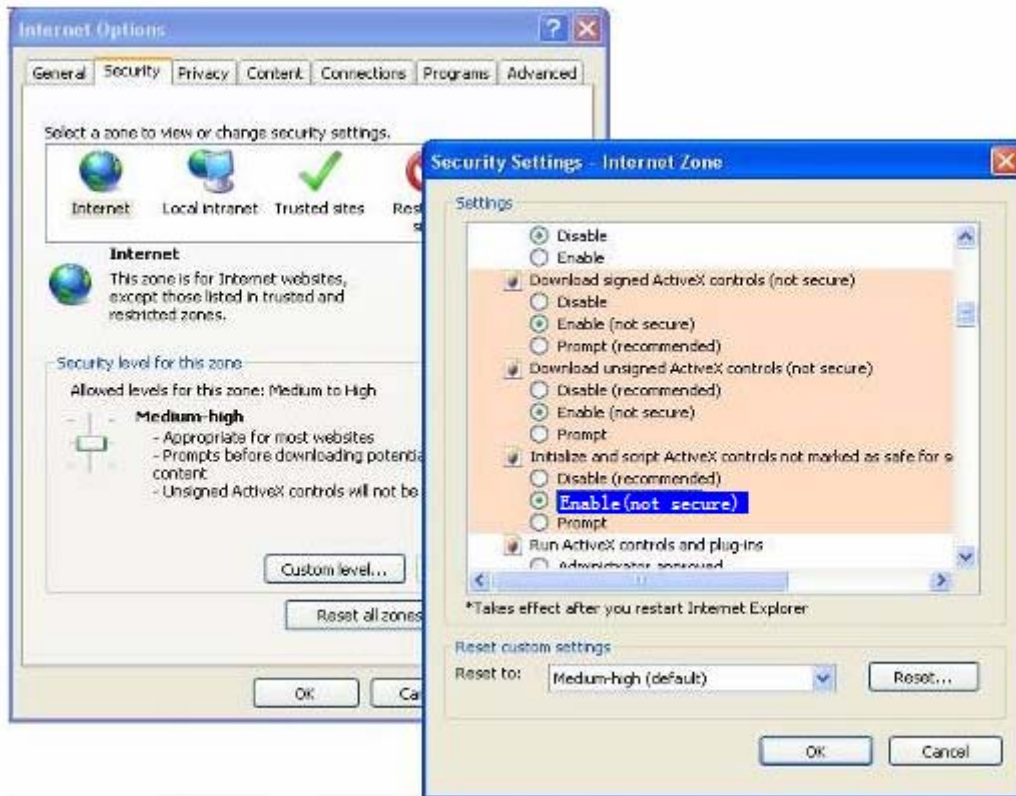 Internet Options
General Security Privacy Content Connections Programs Advanced
Select a zone to view or change security settings.
Internet Local intranet Trusted sites
Internet
This zone is for Internet websites,
except those listed in trusted and
restricted zones.
Security level for this zone
Allowed levels for this zone: Medium to High
Medium-high
- Appropriate for most websites
- Prompts before downloading
content
- Unsigned ActiveX controls will not be
Custom level...
Reset all zones
OK
Security Settings - Internet Zone
Settings
Disable
Enable
Download signed ActiveX controls (not secure)
Disable
Enable (not secure)
Prompt (recommended)
Download unsigned ActiveX controls (not secure)
Disable (recommended)
Enable (not secure)
Prompt
Initialize and script ActiveX controls not marked as safe for s
Disable (recommended)
Enable(not secure)
Prompt
Run ActiveX controls and plug-ins
Administrator approved
*Takes effect after you restart Internet Explorer
Reset custom settings
Reset to: Medium-high (default) Reset...
OK Cancel